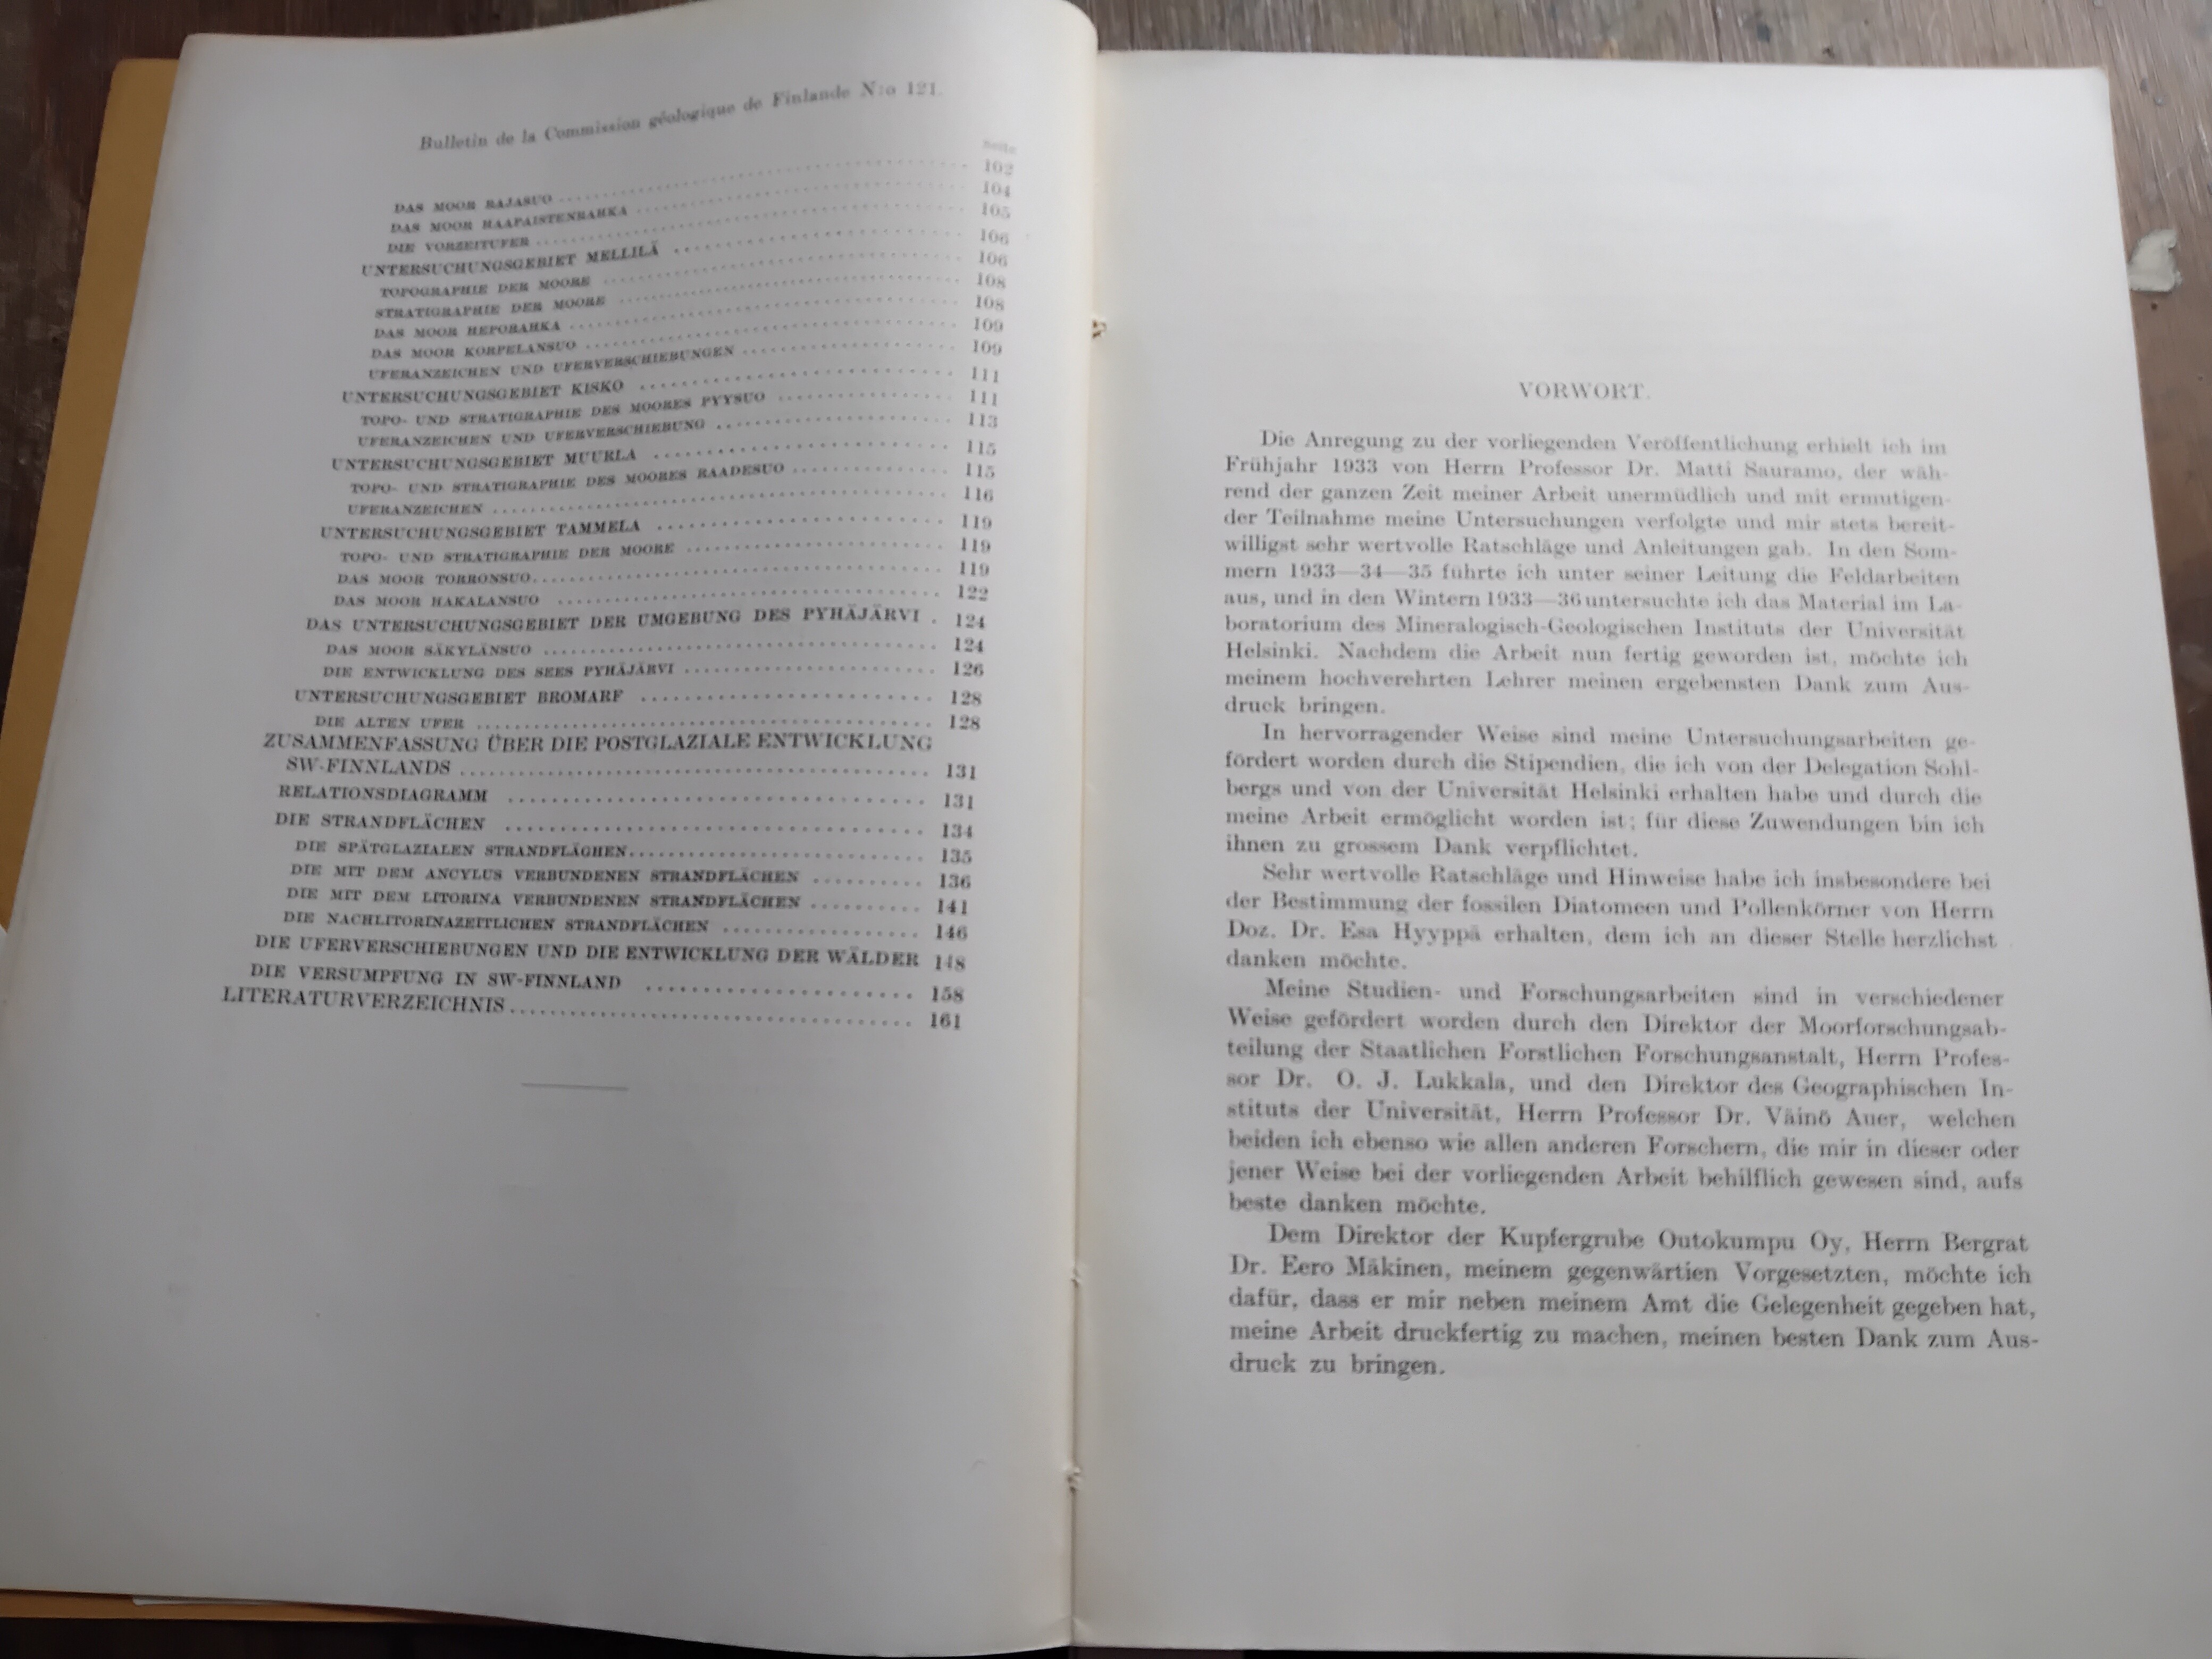 Bulletin de la Commission géologique de Finlande N:o 121.
Seite
DAS MOOR RAJASUO 102
DAS MOOR HAAPAISTENRAHKA 104
DIE VORZEITUFER 105
UNTERSUCHUNGSGEBIET MELLILÄ 106
TOPOGRAPHIE DER MOORE 106
STRATIGRAPHIE DER MOORE 108
DAS MOOR HEPORAHKA 108
DAS MOOR KORPELANSUO 109
UFERANZEICHEN UND UFERVERSCHIEBUNGEN 109
UNTERSUCHUNGSGEBIET KISKO 111
TOPO- UND STRATIGRAPHIE DES MOORES PYYSUO 111
UFERANZEICHEN UND UFERVERSCHIEBUNG 113
UNTERSUCHUNGSGEBIET MUURLA 115
TOPO- UND STRATIGRAPHIE DES MOORES RAADESUO 115
UFERANZEICHEN 116
UNTERSUCHUNGSGEBIET TAMMELA 119
TOPO- UND STRATIGRAPHIE DER MOORE 119
DAS MOOR TORRONSUO 119
DAS MOOR HAKALANSUO 122
DAS UNTERSUCHUNGSGEBIET DER UMGEBUNG DES PYHÄJÄRVI . 124
DAS MOOR SÄKYLÄNSUO 124
DIE ENTWICKLUNG DES SEES PYHÄJÄRVI 126
UNTERSUCHUNGSGEBIET BROMARF 128
DIE ALTEN UFER 128
ZUSAMMENFASSUNG ÜBER DIE POSTGLAZIALE ENTWICKLUNG
SW-FINNLANDS 131
RELATIONSDIAGRAMM 131
DIE STRANDFLÄCHEN 134
DIE SPÄTGLAZIALEN STRANDFLÄGHEN 135
DIE MIT DEM ANCYLUS VERBUNDENEN STRANDFLÄCHEN 136
DIE MIT DEM LITORINA VERBUNDENEN STRANDFLÄCHEN 141
DIE NACHLITORINAZEITLICHEN STRANDFLÄCHEN 146
DIE UFERVERSCHIEBUNGEN UND DIE ENTWICKLUNG DER WÄLDER 148
DIE VERSUMPFUNG IN SW-FINNLAND 158
LITERATURVERZEICHNIS 161
VORWORT.
Die Anregung zu der vorliegenden Veröffentlichung erhielt ich im
Frühjahr 1933 von Herrn Professor Dr. Matti Sauramo, der wäh-
rend der ganzen Zeit meiner Arbeit unermüdlich und mit ermutigen-
der Teilnahme meine Untersuchungen verfolgte und mir stets bereit-
willigst sehr wertvolle Ratschläge und Anleitungen gab. In den Som-
mern 1933—34—35 führte ich unter seiner Leitung die Feldarbeiten
aus, und in den Wintern 1933—36 untersuchte ich das Material im La-
boratorium des Mineralogisch-Geologischen Instituts der Universität
Helsinki. Nachdem die Arbeit nun fertig geworden ist, möchte ich
meinem hochverehrten Lehrer meinen ergebensten Dank zum Aus-
druck bringen.
In hervorragender Weise sind meine Untersuchungsarbeiten ge-
fördert worden durch die Stipendien, die ich von der Delegation Sohl-
bergs und von der Universität Helsinki erhalten habe und durch die
meine Arbeit ermöglicht worden ist; für diese Zuwendungen bin ich
ihnen zu grossem Dank verpflichtet.
Sehr wertvolle Ratschläge und Hinweise habe ich insbesondere bei
der Bestimmung der fossilen Diatomeen und Pollenkörner von Herrn
Doz. Dr. Esa Hyyppä erhalten, dem ich an dieser Stelle herzlichst
danken möchte.
Meine Studien- und Forschungsarbeiten sind in verschiedener
Weise gefördert worden durch den Direktor der Moorforschungsab-
teilung der Staatlichen Forstlichen Forschungsanstalt, Herrn Profes-
sor Dr. O. J. Lukkala, und den Direktor des Geographischen In-
stituts der Universität, Herrn Professor Dr. Väinö Auer, welchen
beiden ich ebenso wie allen anderen Forschern, die mir in dieser oder
jener Weise bei der vorliegenden Arbeit behilflich gewesen sind, aufs
beste danken möchte.
Dem Direktor der Kupfergrube Outokumpu Oy, Herrn Bergrat
Dr. Eero Mäkinen, meinem gegenwärtien Vorgesetzten, möchte ich
dafür, dass er mir neben meinem Amt die Gelegenheit gegeben hat,
meine Arbeit druckfertig zu machen, meinen besten Dank zum Aus-
druck zu bringen.